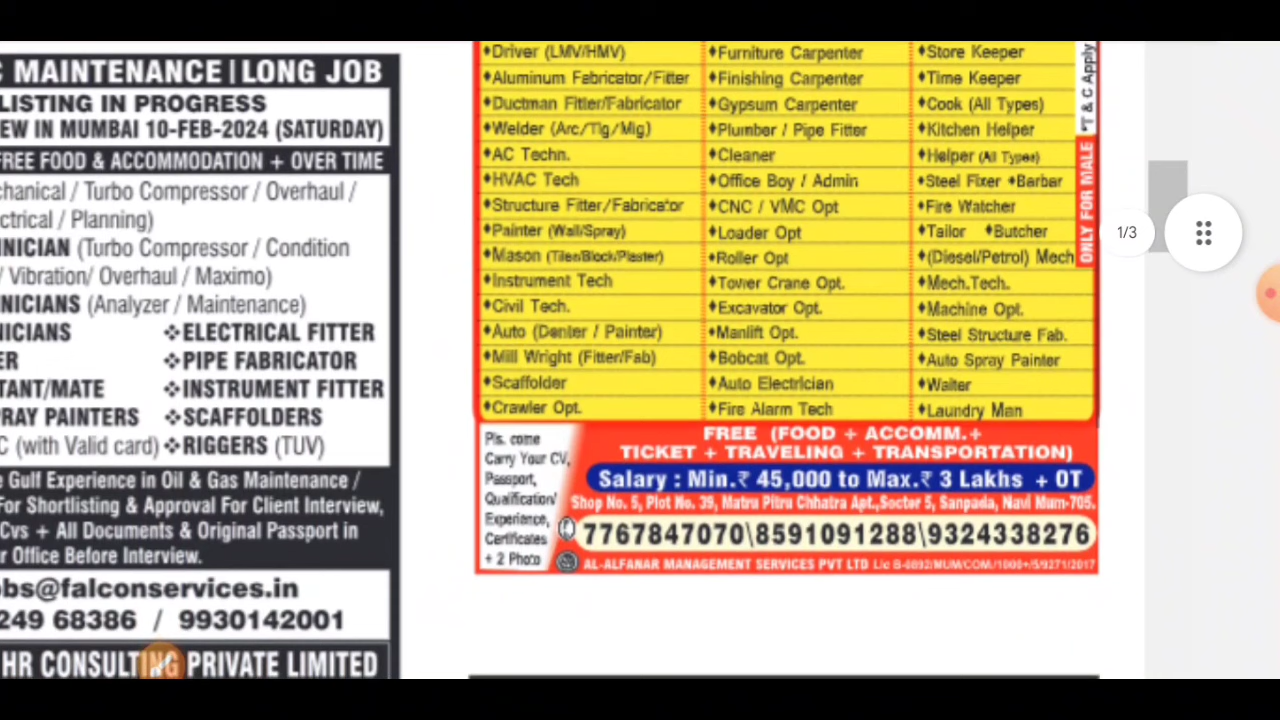 C MAINTENANCE | LONG JOB
LISTING IN PROGRESS
EW IN MUMBAI 10-FEB-2024 (SATURDAY)
FREE FOOD & ACCOMMODATION + OVER TIME
chanical / Turbo Compressor / Overhaul /
ectrical / Planning)
NICIAN (Turbo Compressor / Condition
/ Vibration/ Overhaul / Maximo)
NICIANS (Analyzer / Maintenance)
NICIANS ❖ELECTRICAL FITTER
ER ❖PIPE FABRICATOR
TANT/MATE ❖INSTRUMENT FITTER
RAY PAINTERS ❖SCAFFOLDERS
C (with Valid card) ❖RIGGERS (TUV)
e Gulf Experience in Oil & Gas Maintenance /
For Shortlisting & Approval For Client Interview,
Cvs + All Documents & Original Passport in
r Office Before Interview.
obs@falconservices.in
249 68386 / 9930142001
HR CONSULTING PRIVATE LIMITED
♦Driver (LMV/HMV) ♦Furniture Carpenter ♦Store Keeper
♦Aluminum Fabricator/Fitter ♦Finishing Carpenter ♦Time Keeper
♦Ductman Fitter/Fabricator ♦Gypsum Carpenter ♦Cook (All Types)
♦Welder (Arc/Tig/Mig) ♦Plumber / Pipe Fitter ♦Kitchen Helper
♦AC Techn. ♦Cleaner ♦Helper (All Types)
♦HVAC Tech ♦Office Boy / Admin ♦Steel Fixer ♦Barbar
♦Structure Fitter/Fabricator ♦CNC / VMC Opt ♦Fire Watcher
♦Painter (Wall/Spray) ♦Loader Opt ♦Tailor ♦Butcher
♦Mason (Tiles/Block/Plaster) ♦Roller Opt ♦(Diesel/Petrol) Mech
♦Instrument Tech ♦Tower Crane Opt. ♦Mech.Tech.
♦Civil Tech. ♦Excavator Opt. ♦Machine Opt.
♦Auto (Denter / Painter) ♦Manlift Opt. ♦Steel Structure Fab.
♦Mill Wright (Fitter/Fab) ♦Bobcat Opt. ♦Auto Spray Painter
♦Scaffolder ♦Auto Electrician ♦Waiter
♦Crawler Opt. ♦Fire Alarm Tech ♦Laundry Man
*T & C Apply
ONLY FOR MALE
1/3
Pls. come
Carry Your CV,
Passport,
Qualification/
Experience,
Certificates
+ 2 Photo
FREE (FOOD + ACCOMM.+
TICKET + TRAVELING + TRANSPORTATION)
Salary : Min.₹ 45,000 to Max.₹ 3 Lakhs + OT
Shop No. 5, Plot No. 39, Matru Pitru Chhatra Apt.,Sector 5, Sanpada, Navi Mum-705.
7767847070\8591091288\9324338276
AL-ALFANAR MANAGEMENT SERVICES PVT LTD Lic B-0892/MUM/COM/1000+/5/9271/2017